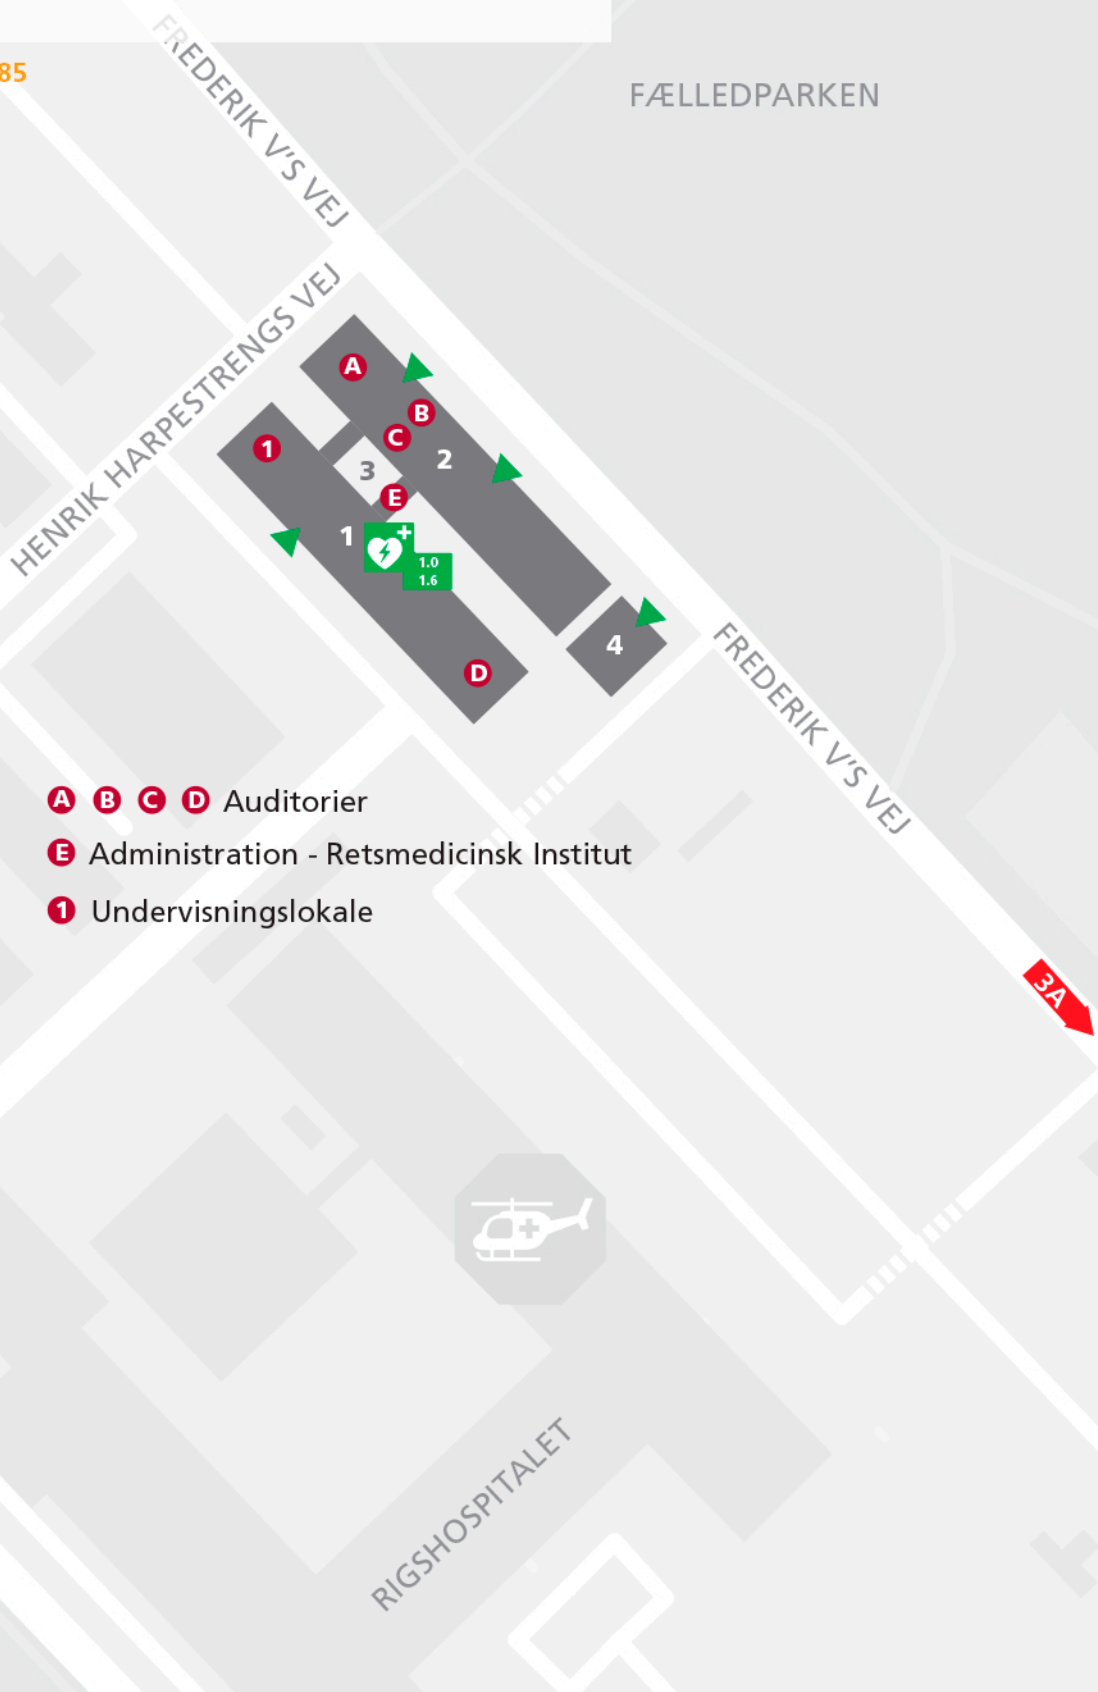 FREDERIK V'S VEJ
85
FÆLLEDPARKEN
HENRIK HARPESTRENGS VEJ
A
B
C
2
1
3
E
1
1.0
1.6
4
D
FREDERIK V'S VEJ
A B C D Auditorier
E Administration - Retsmedicinsk Institut
1 Undervisningslokale
3A
RIGSHOSPITALET